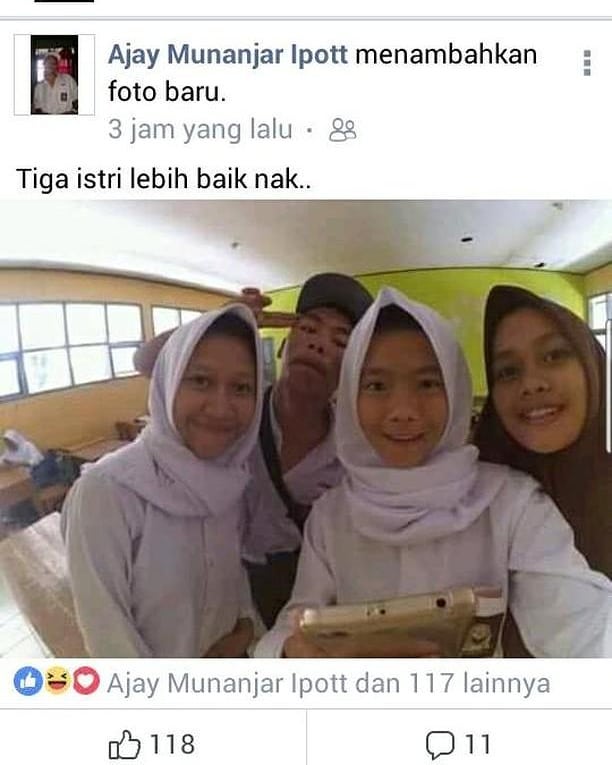 Ajay Munanjar Ipott menambahkan
foto baru.
3 jam yang lalu ·
Tiga istri lebih baik nak..
Ajay Munanjar Ipott dan 117 lainnya
118
11